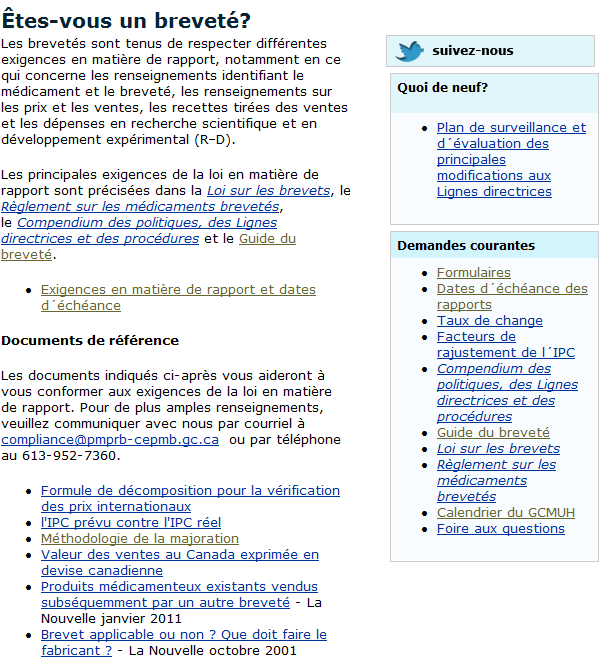 Êtes-vous un breveté?
Les brevetés sont tenus de respecter différentes
exigences en matière de rapport, notamment en ce
qui concerne les renseignements identifiant le
médicament et le breveté, les renseignements sur
les prix et les ventes, les recettes tirées des ventes
et les dépenses en recherche scientifique et en
développement expérimental (R–D).
Les principales exigences de la loi en matière de
rapport sont précisées dans la Loi sur les brevets, le
Règlement sur les médicaments brevetés,
le Compendium des politiques, des Lignes
directrices et des procédures et le Guide du
breveté.
Exigences en matière de rapport et dates
d´échéance
Documents de référence
Les documents indiqués ci-après vous aideront à
vous conformer aux exigences de la loi en matière
de rapport. Pour de plus amples renseignements,
veuillez communiquer avec nous par courriel à
compliance@pmprb-cepmb.gc.ca ou par téléphone
au 613-952-7360.
Formule de décomposition pour la vérification
des prix internationaux
l'IPC prévu contre l'IPC réel
Méthodologie de la majoration
Valeur des ventes au Canada exprimée en
devise canadienne
Produits médicamenteux existants vendus
subséquemment par un autre breveté - La
Nouvelle janvier 2011
Brevet applicable ou non ? Que doit faire le
fabricant ? - La Nouvelle octobre 2001
suivez-nous
Quoi de neuf?
Plan de surveillance et
d´évaluation des
principales
modifications aux
Lignes directrices
Demandes courantes
Formulaires
Dates d´échéance des
rapports
Taux de change
Facteurs de
rajustement de l´IPC
Compendium des
politiques, des Lignes
directrices et des
procédures
Guide du breveté
Loi sur les brevets
Règlement sur les
médicaments
brevetés
Calendrier du GCMUH
Foire aux questions